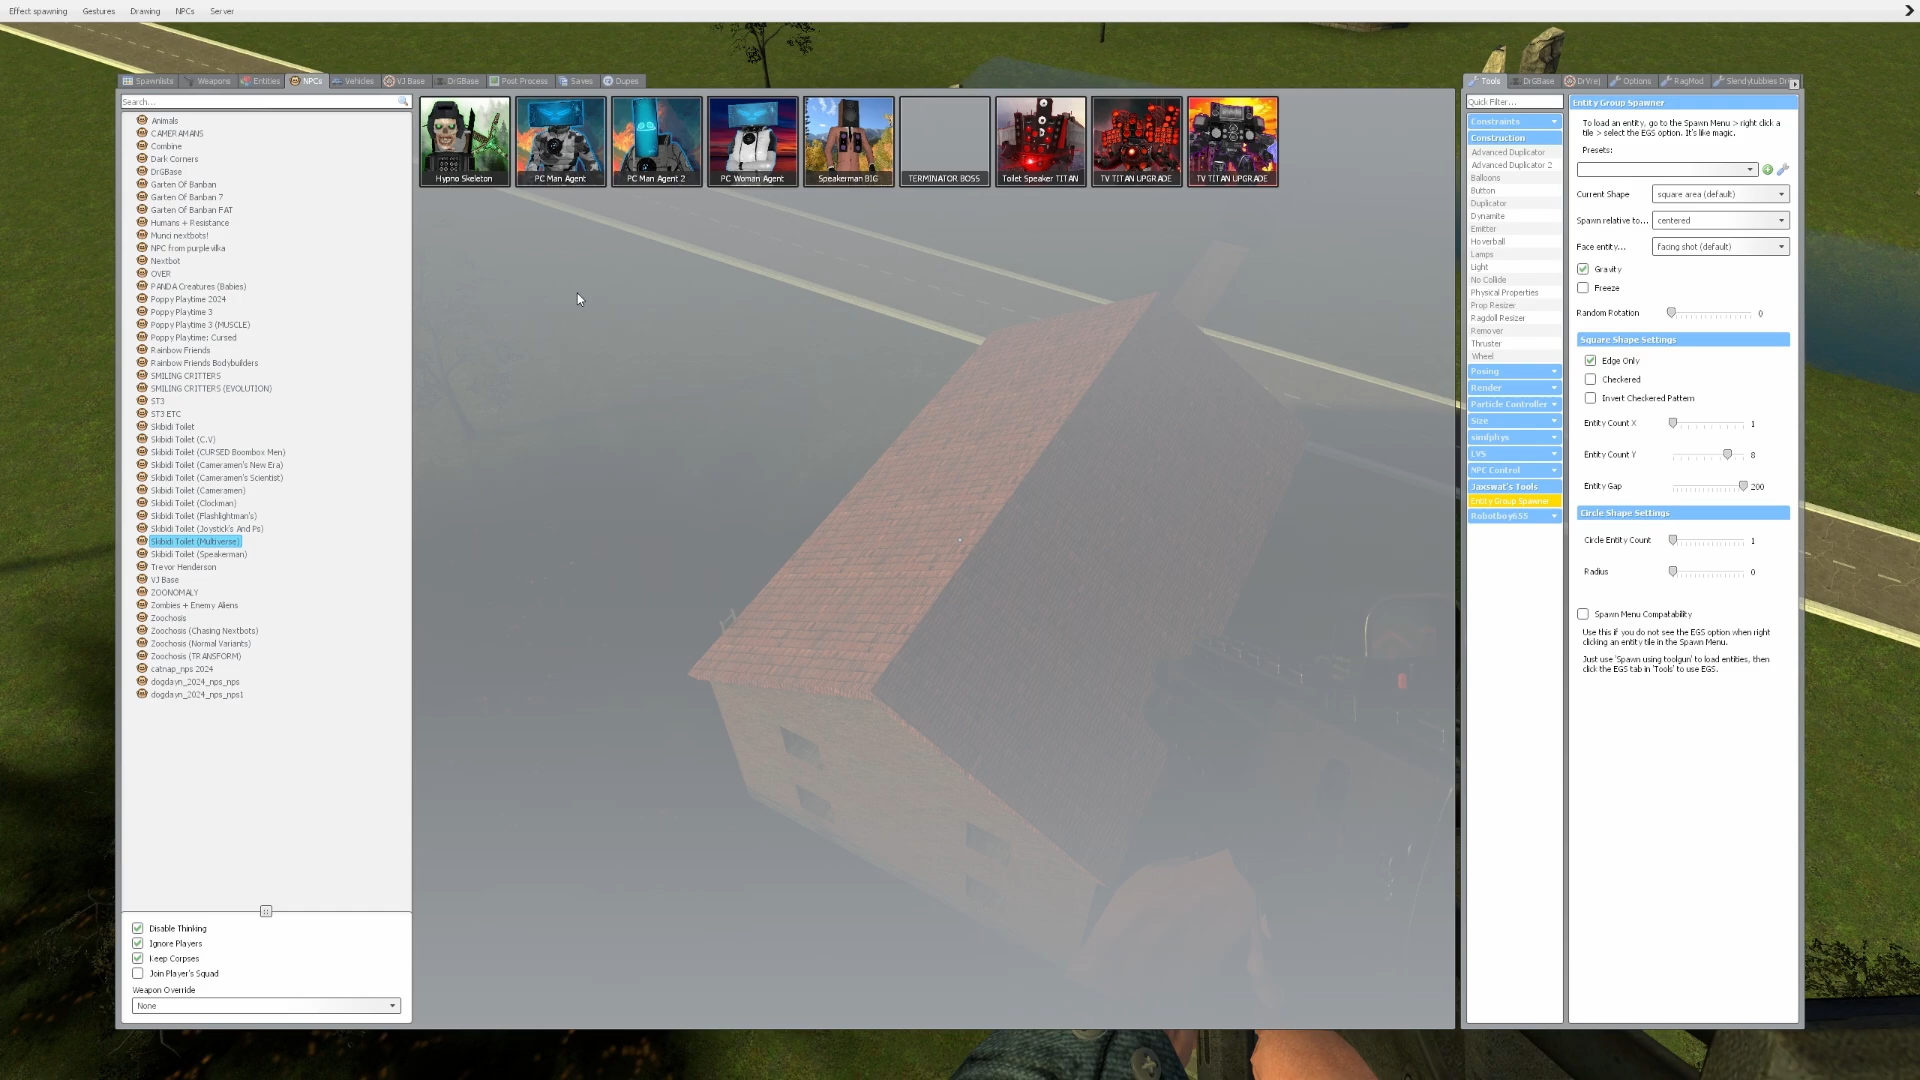 Effect spawning Gestures Drawing NPCs Server
Spawnlists Weapons Entities NPCs Vehicles VJ Base DrGBase Post Process Saves Dupes
Search...
Animals
CAMERAMANS
Combine
Dark Corners
DrGBase
Garten Of Banban
Garten Of Banban 7
Garten Of Banban FAT
Humans + Resistance
Munci nextbots!
NPC from purplevilka
Nextbot
OVER
PANDA Creatures (Babies)
Poppy Playtime 2024
Poppy Playtime 3
Poppy Playtime 3 (MUSCLE)
Poppy Playtime: Cursed
Rainbow Friends
Rainbow Friends Bodybuilders
SMILING CRITTERS
SMILING CRITTERS (EVOLUTION)
ST3
ST3 ETC
Skibidi Toilet
Skibidi Toilet (C.V)
Skibidi Toilet (CURSED Boombox Men)
Skibidi Toilet (Cameramen's New Era)
Skibidi Toilet (Cameramen's Scientist)
Skibidi Toilet (Cameramen)
Skibidi Toilet (Clockman)
Skibidi Toilet (Flashlightman's)
Skibidi Toilet (Joystick's And Ps)
Skibidi Toilet (Multiverse)
Skibidi Toilet (Speakerman)
Trevor Henderson
VJ Base
ZOONOMALY
Zombies + Enemy Aliens
Zoochosis
Zoochosis (Chasing Nextbots)
Zoochosis (Normal Variants)
Zoochosis (TRANSFORM)
catnap_nps 2024
dogdayn_2024_nps_nps
dogdayn_2024_nps_nps1
Disable Thinking
Ignore Players
Keep Corpses
Join Player's Squad
Weapon Override
None
Hypno Skeleton
PC Man Agent
PC Man Agent 2
PC Woman Agent
Speakerman BIG
TERMINATOR BOSS
Toilet Speaker TITAN
TV TITAN UPGRADE
TV TITAN UPGRADE
Tools DrGBase DrVrej Options RagMod Slendytubbies
Quick Filter...
Constraints
Construction
Advanced Duplicator
Advanced Duplicator 2
Balloons
Button
Duplicator
Dynamite
Emitter
Hoverball
Lamps
Light
No Collide
Physical Properties
Prop Resizer
Ragdoll Resizer
Remover
Thruster
Wheel
Posing
Render
Particle Controller
Size
simfphys
LVS
NPC Control
Jaxswat's Tools
Entity Group Spawner
Robotboy655
Entity Group Spawner
To load an entity, go to the Spawn Menu > right click a
tile > select the EGS option. It's like magic.
Presets:
Current Shape square area (default)
Spawn relative to... centered
Face entity... facing shot (default)
Gravity
Freeze
Random Rotation 0
Square Shape Settings
Edge Only
Checkered
Invert Checkered Pattern
Entity Count X 1
Entity Count Y 8
Entity Gap 200
Circle Shape Settings
Circle Entity Count 1
Radius 0
Spawn Menu Compatability
Use this if you do not see the EGS option when right
clicking an entity tile in the Spawn Menu.
Just use 'Spawn using toolgun' to load entities, then
click the EGS tab in 'Tools' to use EGS.